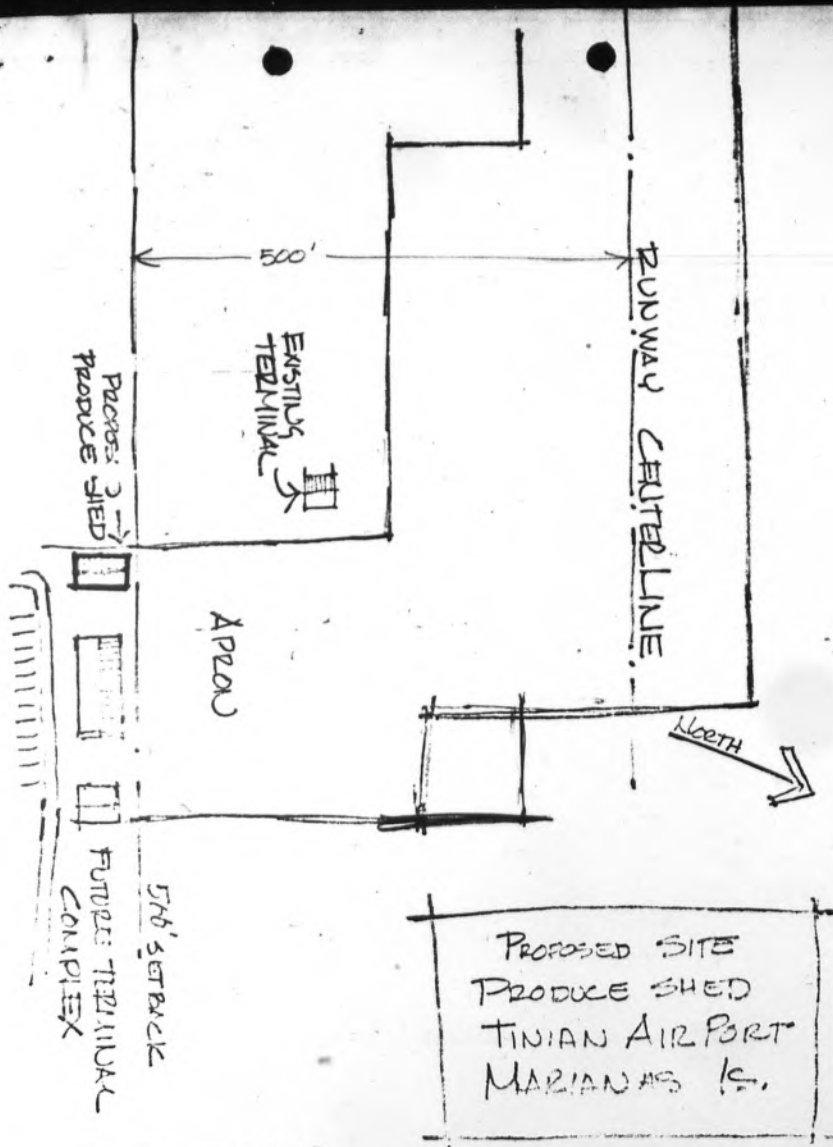 500'
RUNWAY CENTERLINE
EXISTING
TERMINAL
PROPOSED
PRODUCE SHED
APRON
NORTH
SETBACK
FUTURE TERMINAL
COMPLEX
PROPOSED SITE
PRODUCE SHED
TINIAN AIRPORT
MARIANAS IS.